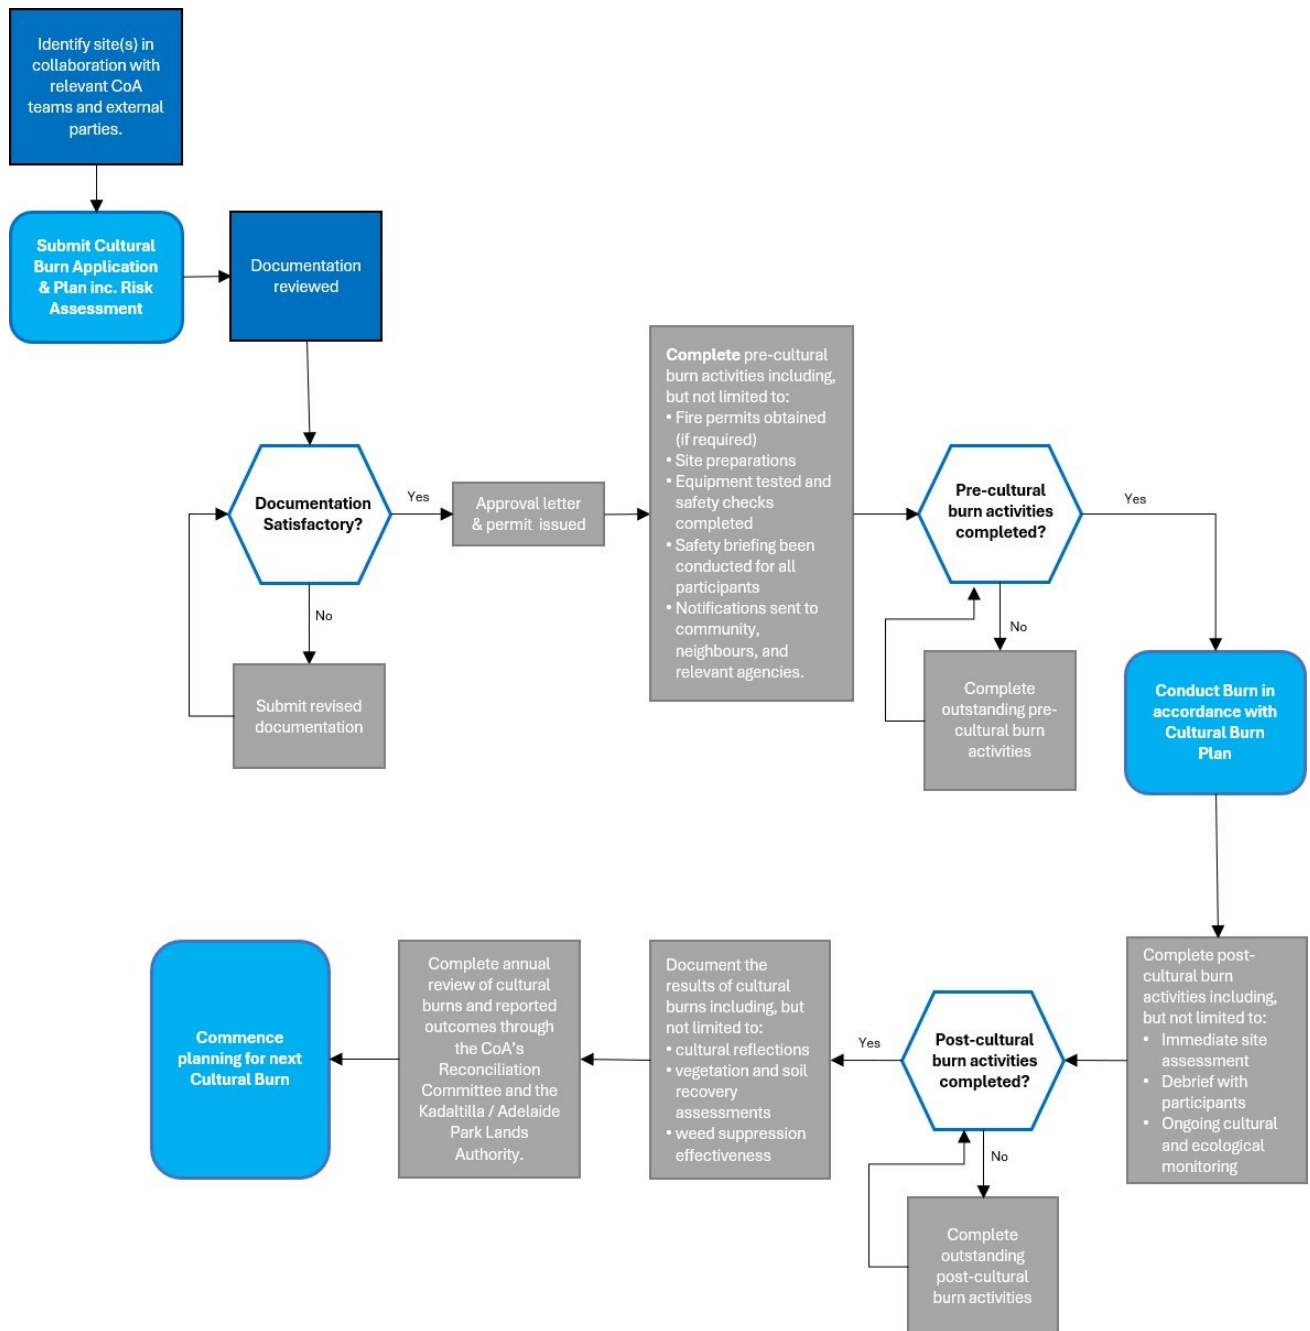 Identify site(s) in
collaboration with
relevant CoA
teams and external
parties.
Submit Cultural
Burn Application
& Plan inc. Risk
Assessment
Documentation
reviewed
Documentation
Satisfactory?
Yes
No
Submit revised
documentation
Approval letter
& permit issued
Complete pre-cultural
burn activities including,
but not limited to:
• Fire permits obtained
(if required)
• Site preparations
• Equipment tested and
safety checks
completed
• Safety briefing been
conducted for all
participants
• Notifications sent to
community,
neighbours, and
relevant agencies.
Pre-cultural
burn activities
completed?
Yes
No
Complete
outstanding pre-
cultural burn
activities
Conduct Burn in
accordance with
Cultural Burn
Plan
Complete post-
cultural burn
activities including,
but not limited to:
• Immediate site
assessment
• Debrief with
participants
• Ongoing cultural
and ecological
monitoring
Post-cultural
burn activities
completed?
Yes
No
Complete
outstanding
post-cultural
burn activities
Document the
results of cultural
burns including, but
not limited to:
• cultural reflections
• vegetation and soil
recovery
assessments
• weed suppression
effectiveness
Complete annual
review of cultural
burns and reported
outcomes through
the CoA's
Reconciliation
Committee and the
Kadaltilla / Adelaide
Park Lands
Authority.
Commence
planning for next
Cultural Burn